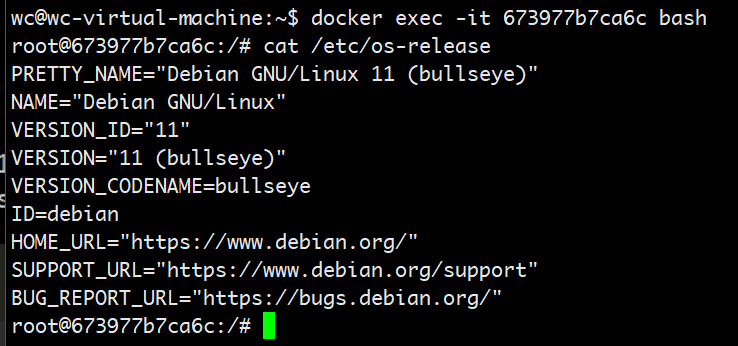 wc@wc-virtual-machine:~$ docker exec -it 673977b7ca6c bash
root@673977b7ca6c:/# cat /etc/os-release
PRETTY_NAME="Debian GNU/Linux 11 (bullseye)"
NAME="Debian GNU/Linux"
VERSION_ID="11"
VERSION="11 (bullseye)"
VERSION_CODENAME=bullseye
ID=debian
HOME_URL="https://www.debian.org/"
SUPPORT_URL="https://www.debian.org/support"
BUG_REPORT_URL="https://bugs.debian.org/"
root@673977b7ca6c:/#